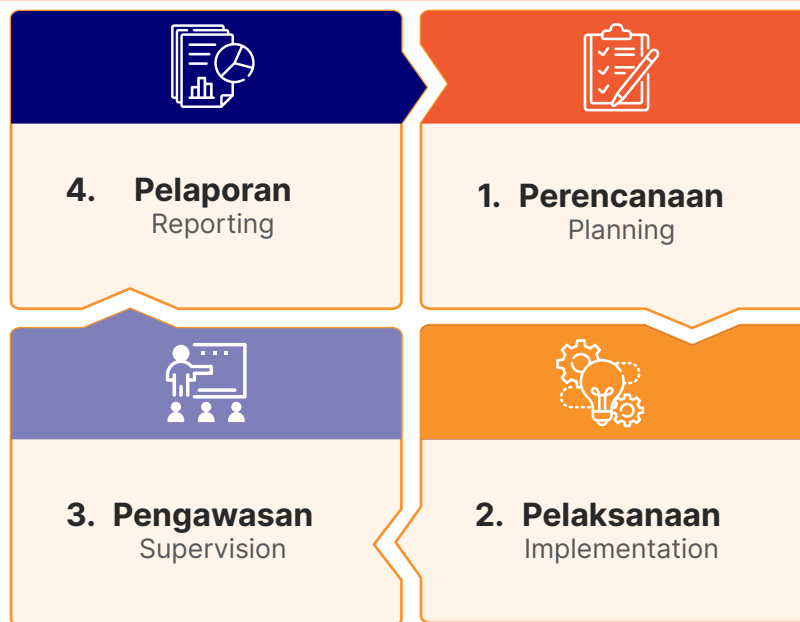 4. Pelaporan
Reporting
1. Perencanaan
Planning
3. Pengawasan
Supervision
2. Pelaksanaan
Implementation